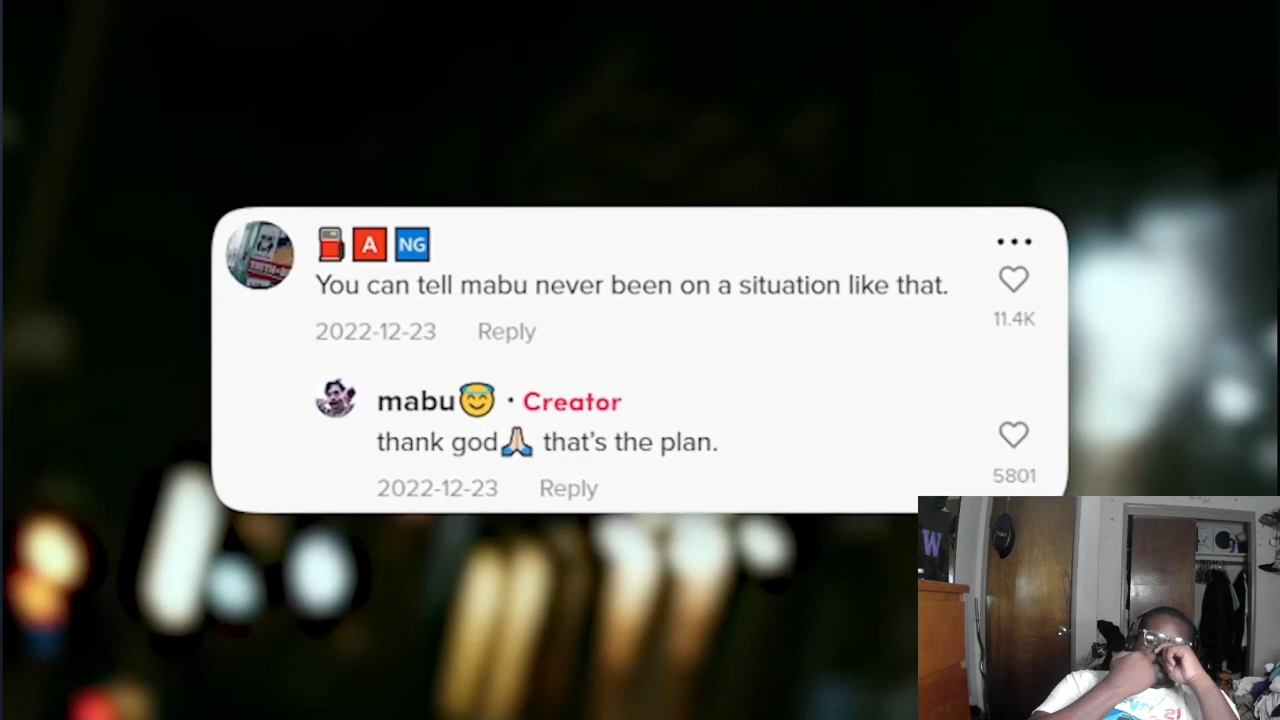 A NG
You can tell mabu never been on a situation like that.
11.4K
2022-12-23 Reply
mabu😇 · Creator
thank god🙏🏻 that's the plan.
5801
2022-12-23 Reply
W
21